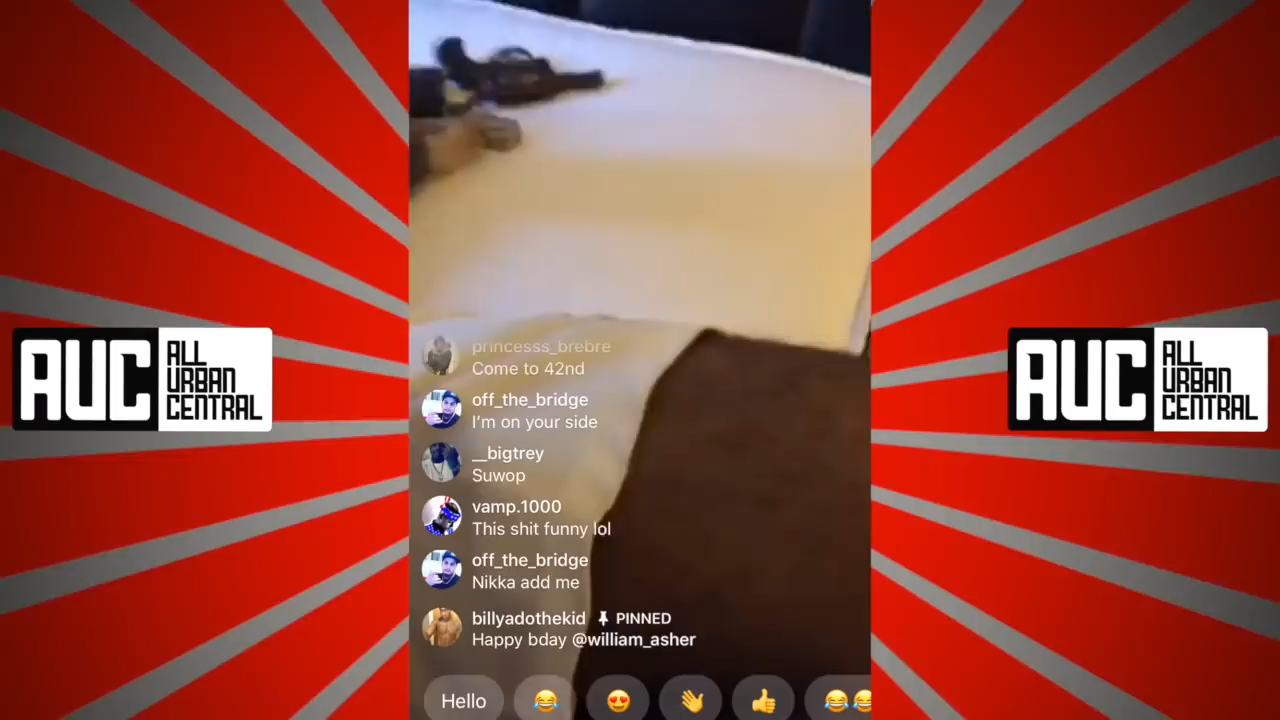 AUC
ALL
URBAN
CENTRAL
princesss_brebre
Come to 42nd
off_the_bridge
I'm on your side
__bigtrey
Suwop
vamp.1000
This shit funny lol
off_the_bridge
Nikka add me
billyadothekid PINNED
Happy bday @william_asher
Hello
AUC
ALL
URBAN
CENTRAL